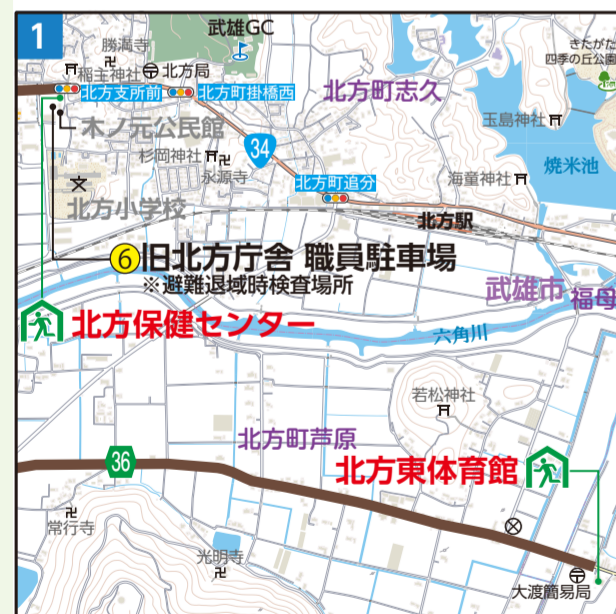 1
武雄GC
勝満寺
きたがた
四季の丘公園
稲主神社
北方局
北方支所前
北方町掛橋西
北方町志久
木ノ元公民館
玉島神社
34
杉岡神社
永源寺
焼米池
海童神社
北方町追分
北方小学校
北方駅
⑥旧北方庁舎 職員駐車場
※避難退域時検査場所
武雄市
福母
北方保健センター
六角川
若松神社
北方町芦原
36
北方東体育館
常行寺
光明寺
大渡簡易局